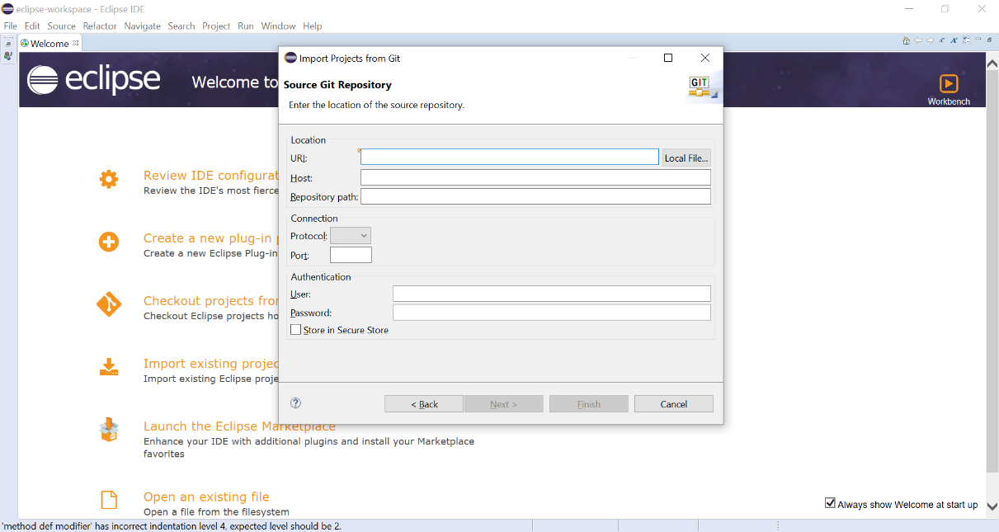 eclipse-workspace - Eclipse IDE
File Edit Source Refactor Navigate Search Project Run Window Help
Welcome
eclipse Welcome to
Workbench
Import Projects from Git
Source Git Repository
Enter the location of the source repository.
GIT
Location
URI:
Local File...
Host:
Repository path:
Connection
Protocol:
Port:
Authentication
User:
Password:
Store in Secure Store
< Back Next > Finish Cancel
Review IDE configurat
Review the IDE's most fierce
Create a new plug-in
Create a new Eclipse Plug-in
Checkout projects fro
Checkout Eclipse projects ho
Import existing projec
Import existing Eclipse proje
Launch the Eclipse Marketplace
Enhance your IDE with additional plugins and install your Marketplace
favorites
Open an existing file
Open a file from the filesystem
Always show Welcome at start up
'method def modifier' has incorrect indentation level 4, expected level should be 2.